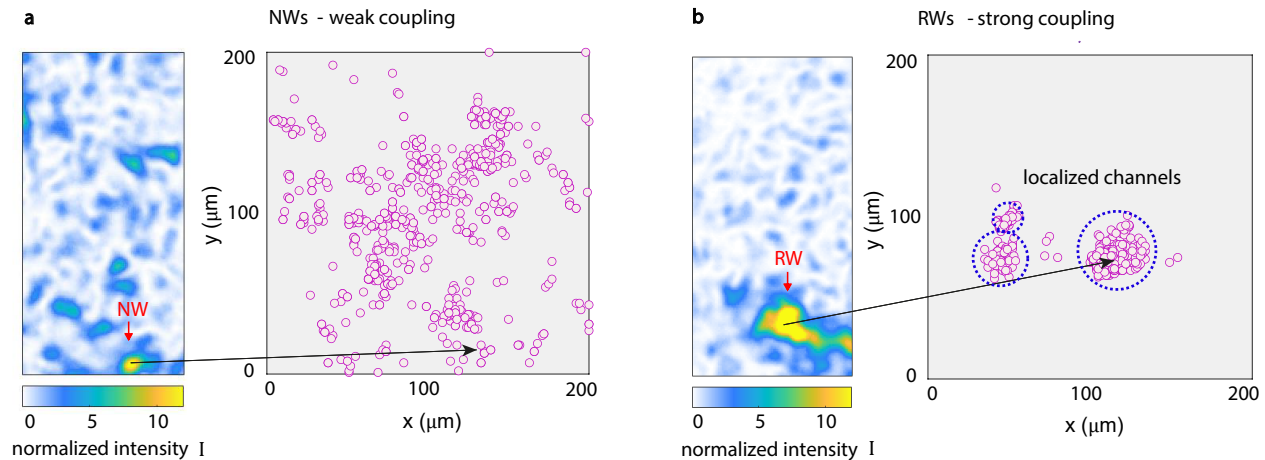 a
NWs - weak coupling
NW
0 5 10
normalized intensity I
200
100
0
y (μm)
100 200
x (μm)
b
RWs - strong coupling
RW
0 5 10
normalized intensity I
200
100
0
y (μm)
localized channels
0 100 200
x (μm)